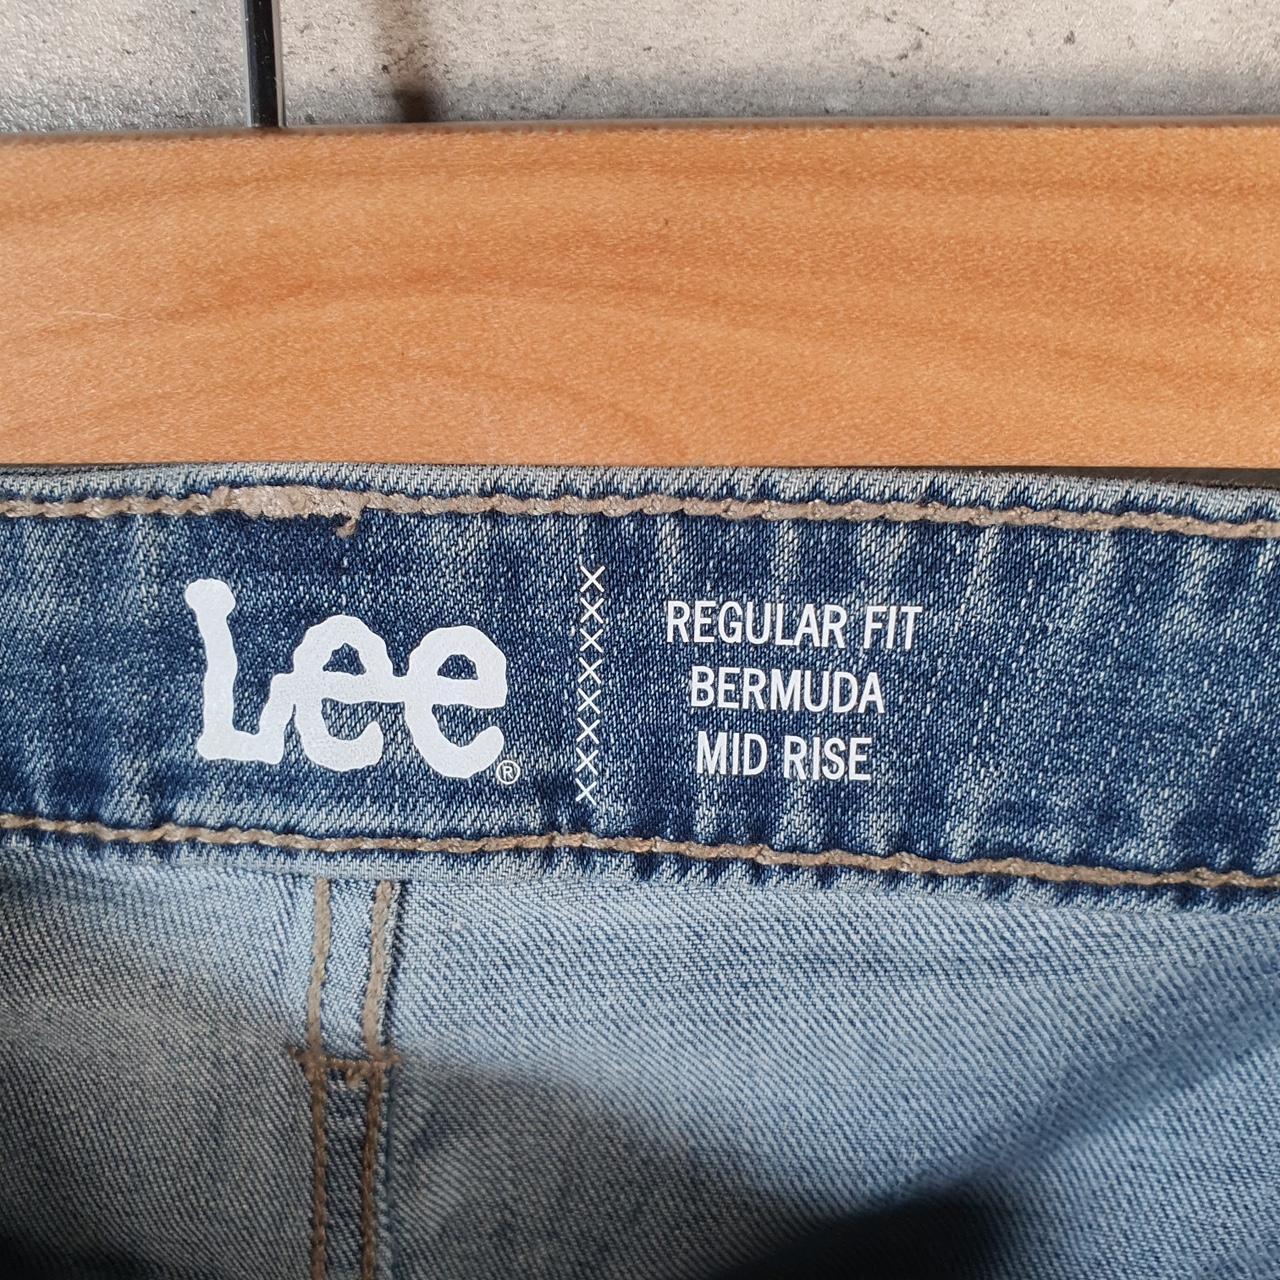 Lee®
REGULAR FIT
BERMUDA
MID RISE